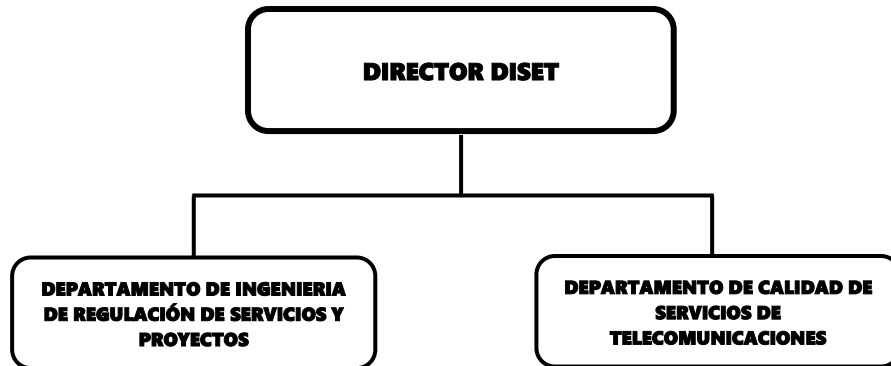 DIRECTOR DISET
DEPARTAMENTO DE INGENIERIA
DE REGULACIÓN DE SERVICIOS Y
PROYECTOS
DEPARTAMENTO DE CALIDAD DE
SERVICIOS DE
TELECOMUNICACIONES